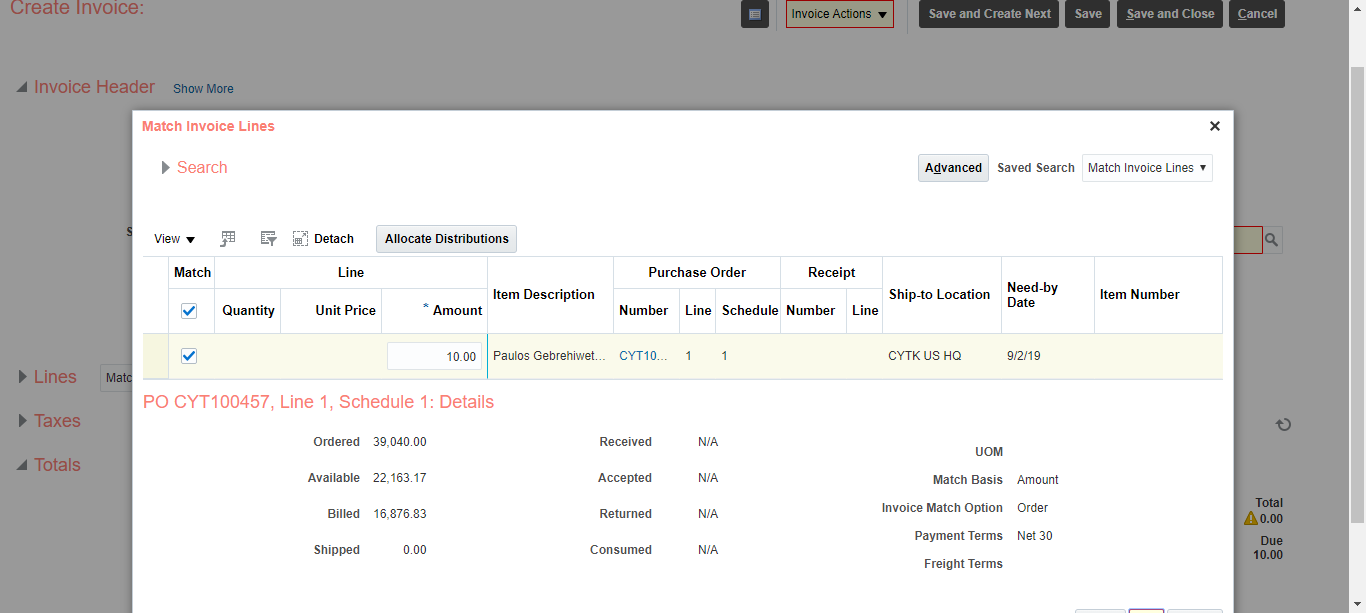 Create Invoice:
Invoice Actions
Save and Create Next
Save
Save and Close
Cancel
Invoice Header
Show More
Match Invoice Lines
Search
Advanced
Saved Search
Match Invoice Lines
View
Detach
Allocate Distributions
Match
Line
Purchase Order
Receipt
Quantity
Unit Price
* Amount
Item Description
Number
Line
Schedule
Number
Line
Ship-to Location
Need-by
Date
Item Number
10.00
Paulos Gebrehiwet...
CYT10...
1
1
CYTK US HQ
9/2/19
PO CYT100457, Line 1, Schedule 1: Details
Ordered 39,040.00
Available 22,163.17
Billed 16,876.83
Shipped 0.00
Received N/A
Accepted N/A
Returned N/A
Consumed N/A
UOM
Match Basis Amount
Invoice Match Option Order
Payment Terms Net 30
Freight Terms
S
Lines
Matc
Taxes
Totals
Total
0.00
Due
10.00